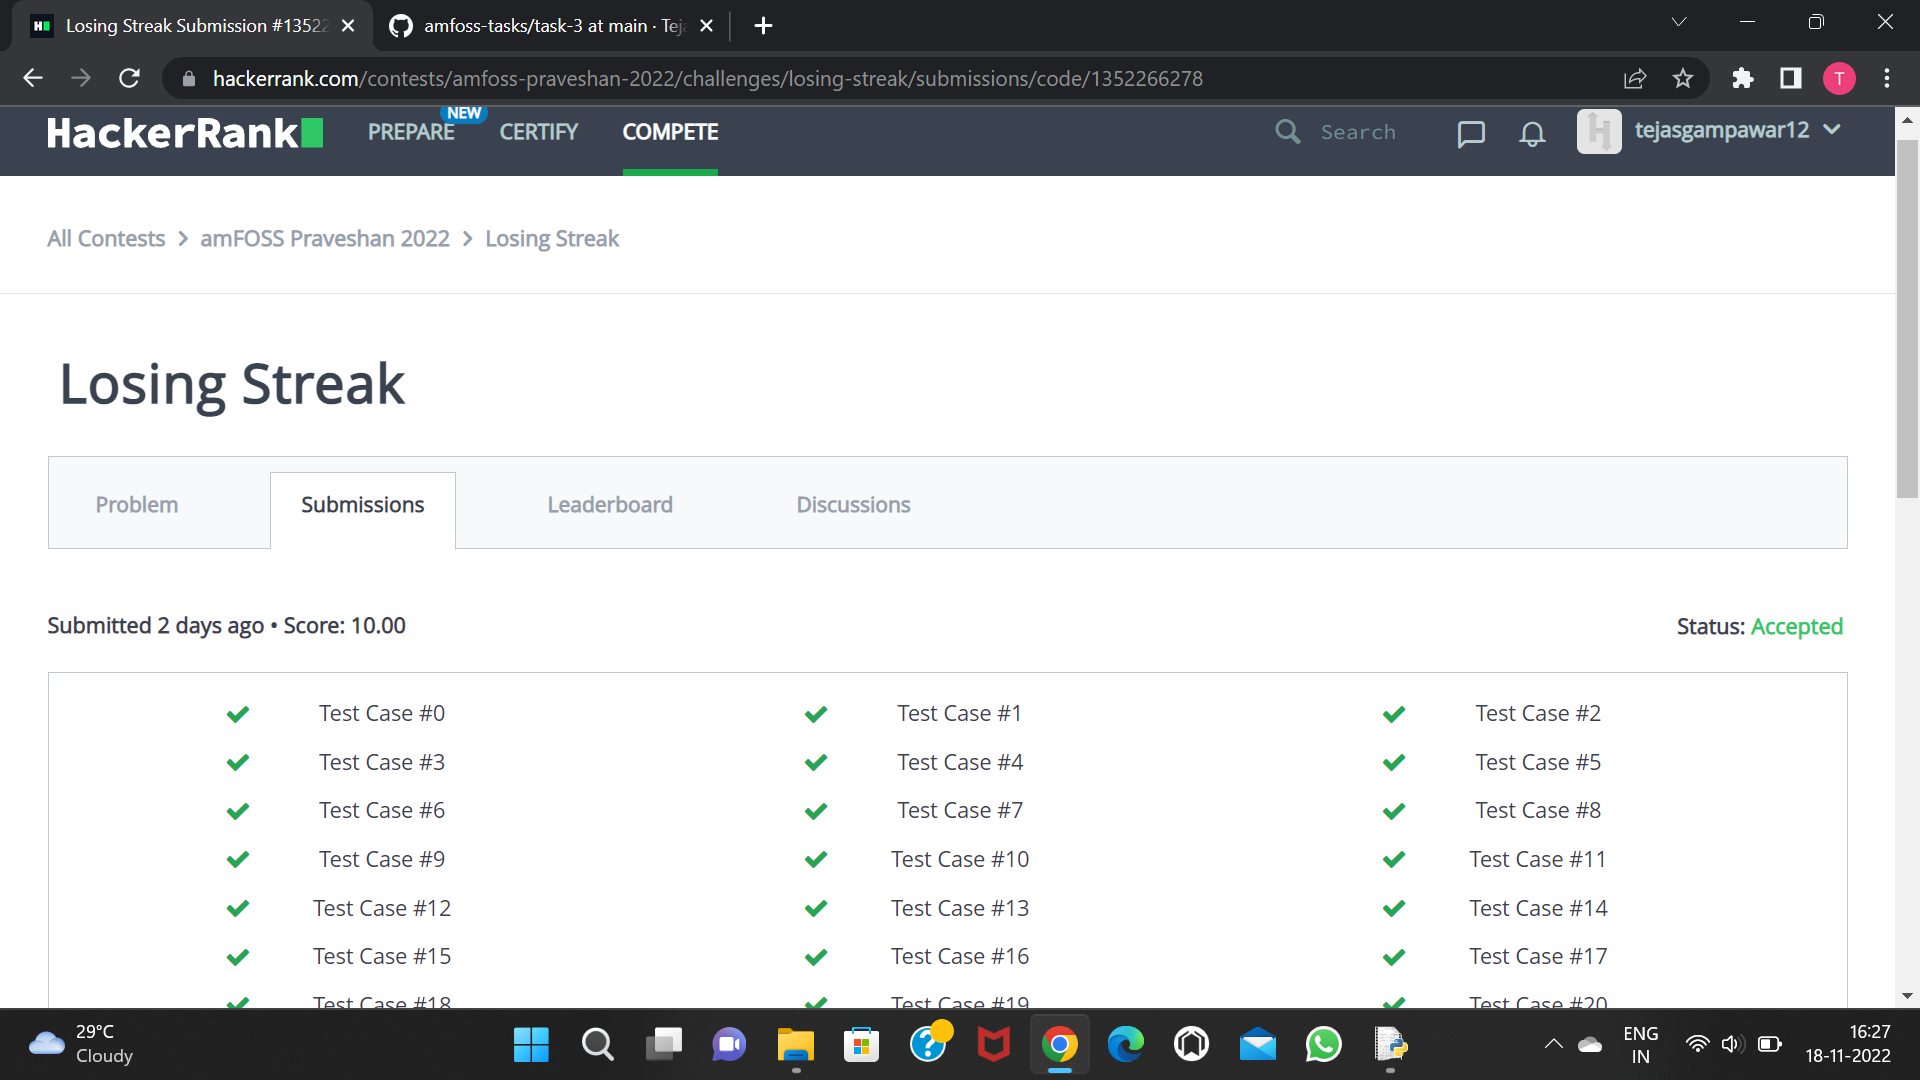 Losing Streak Submission #13522
amfoss-tasks/task-3 at main · Tej
hackerrank.com/contests/amfoss-praveshan-2022/challenges/losing-streak/submissions/code/1352266278
T
HackerRank
PREPARE
NEW
CERTIFY
COMPETE
Search
tejasgampawar12
All Contests > amFOSS Praveshan 2022 > Losing Streak
Losing Streak
Problem
Submissions
Leaderboard
Discussions
Submitted 2 days ago • Score: 10.00
Status: Accepted
Test Case #0
Test Case #1
Test Case #2
Test Case #3
Test Case #4
Test Case #5
Test Case #6
Test Case #7
Test Case #8
Test Case #9
Test Case #10
Test Case #11
Test Case #12
Test Case #13
Test Case #14
Test Case #15
Test Case #16
Test Case #17
Test Case #18
Test Case #19
Test Case #20
29°C
Cloudy
ENG
IN
16:27
18-11-2022